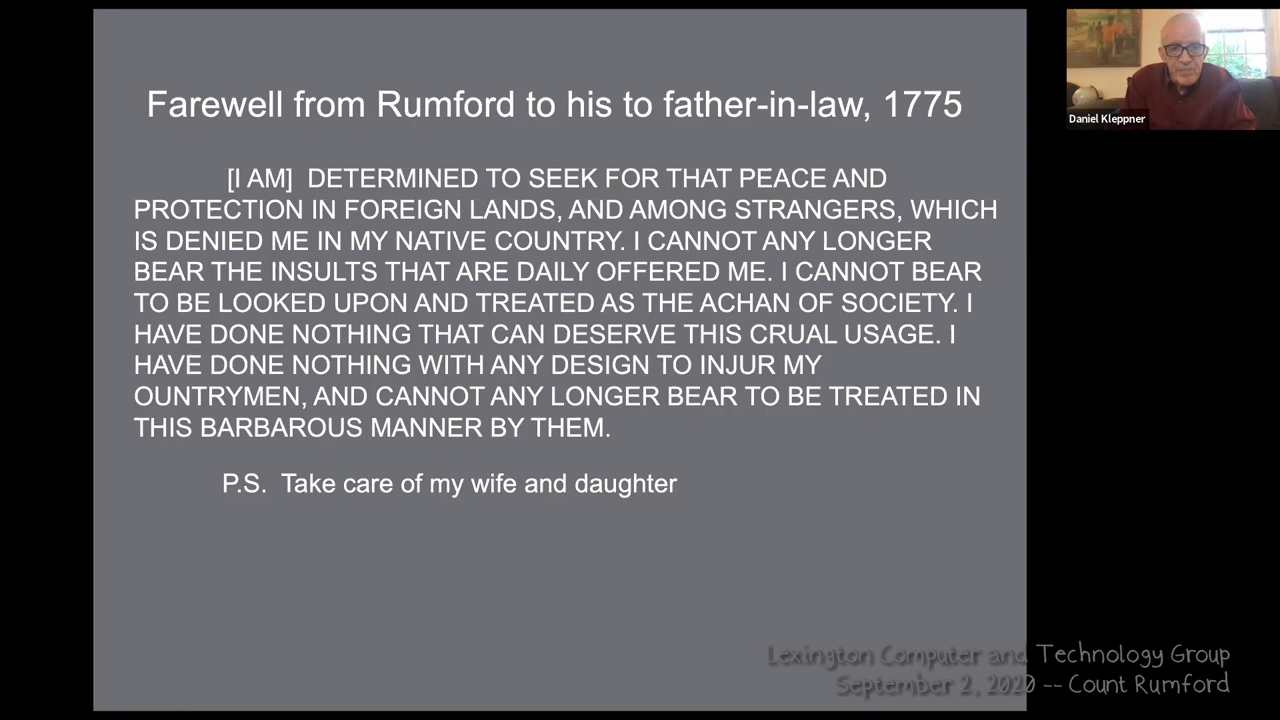 Farewell from Rumford to his to father-in-law, 1775
[I AM] DETERMINED TO SEEK FOR THAT PEACE AND
PROTECTION IN FOREIGN LANDS, AND AMONG STRANGERS, WHICH
IS DENIED ME IN MY NATIVE COUNTRY. I CANNOT ANY LONGER
BEAR THE INSULTS THAT ARE DAILY OFFERED ME. I CANNOT BEAR
TO BE LOOKED UPON AND TREATED AS THE ACHAN OF SOCIETY. I
HAVE DONE NOTHING THAT CAN DESERVE THIS CRUAL USAGE. I
HAVE DONE NOTHING WITH ANY DESIGN TO INJUR MY
OUNTRYMEN, AND CANNOT ANY LONGER BEAR TO BE TREATED IN
THIS BARBAROUS MANNER BY THEM.
P.S. Take care of my wife and daughter
Daniel Kleppner
Lexington Computer and Technology Group
September 2, 2020 -- Count Rumford